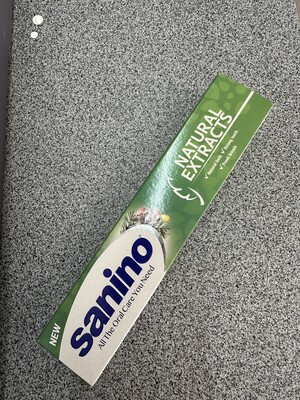 NEW
sanino
All The Oral Care You Need
NATURAL
EXTRACTS